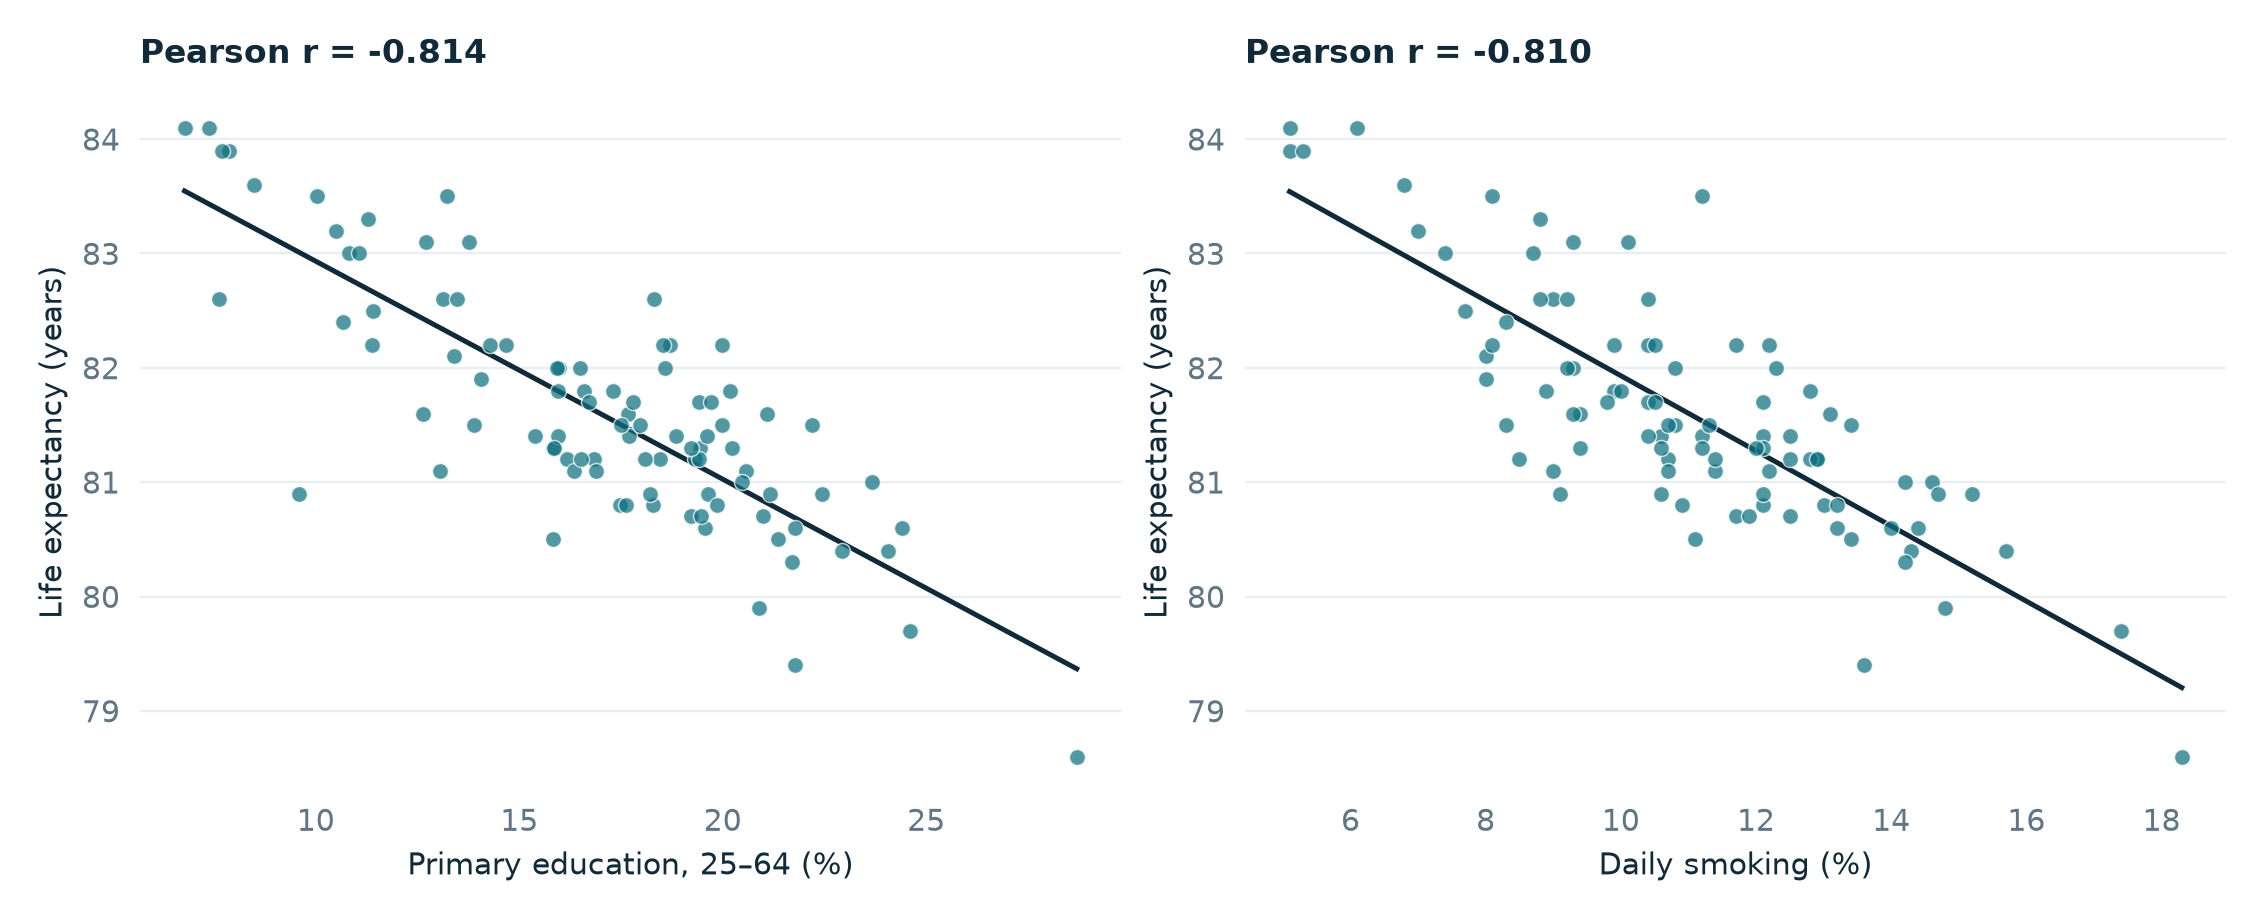 Pearson r = -0.814
84
83
82
81
80
79
Life expectancy (years)
10 15 20 25
Primary education, 25–64 (%)
Pearson r = -0.810
84
83
82
81
80
79
Life expectancy (years)
6 8 10 12 14 16 18
Daily smoking (%)